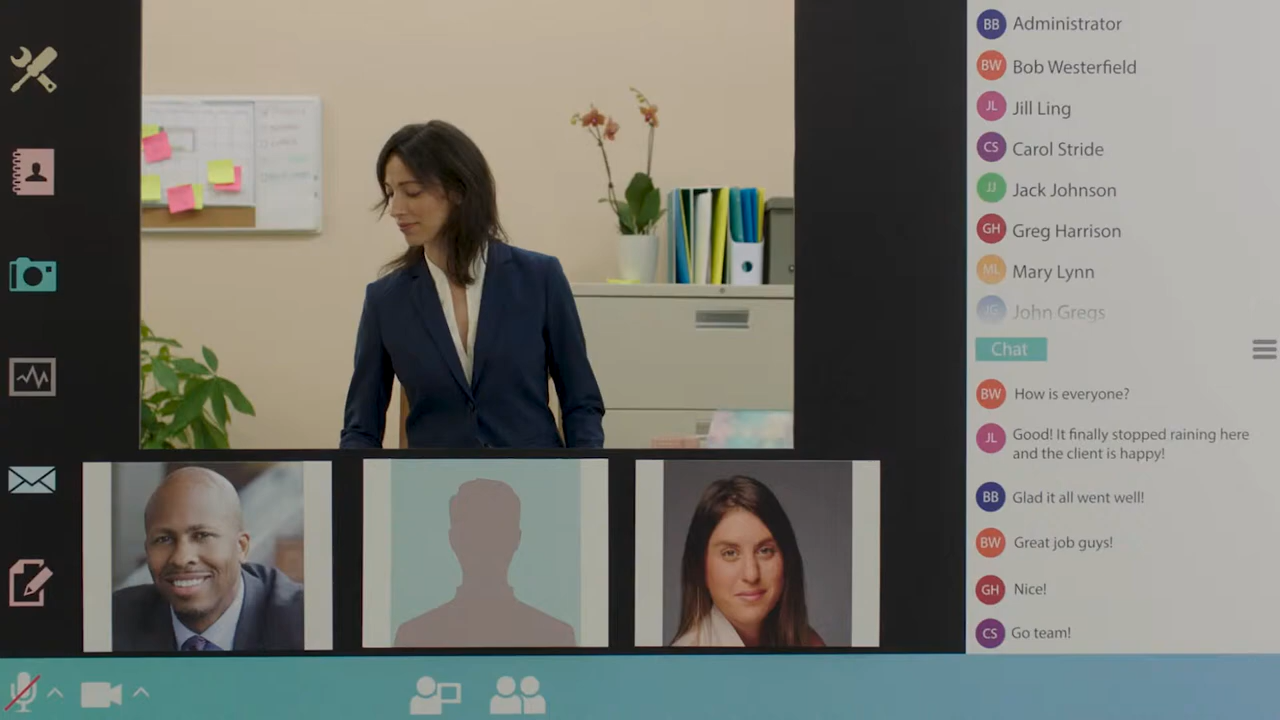 BB Administrator
BW Bob Westerfield
JL Jill Ling
CS Carol Stride
JJ Jack Johnson
GH Greg Harrison
ML Mary Lynn
JG John Gregs
Chat
BW How is everyone?
JL Good! It finally stopped raining here
and the client is happy!
BB Glad it all went well!
BW Great job guys!
GH Nice!
CS Go team!